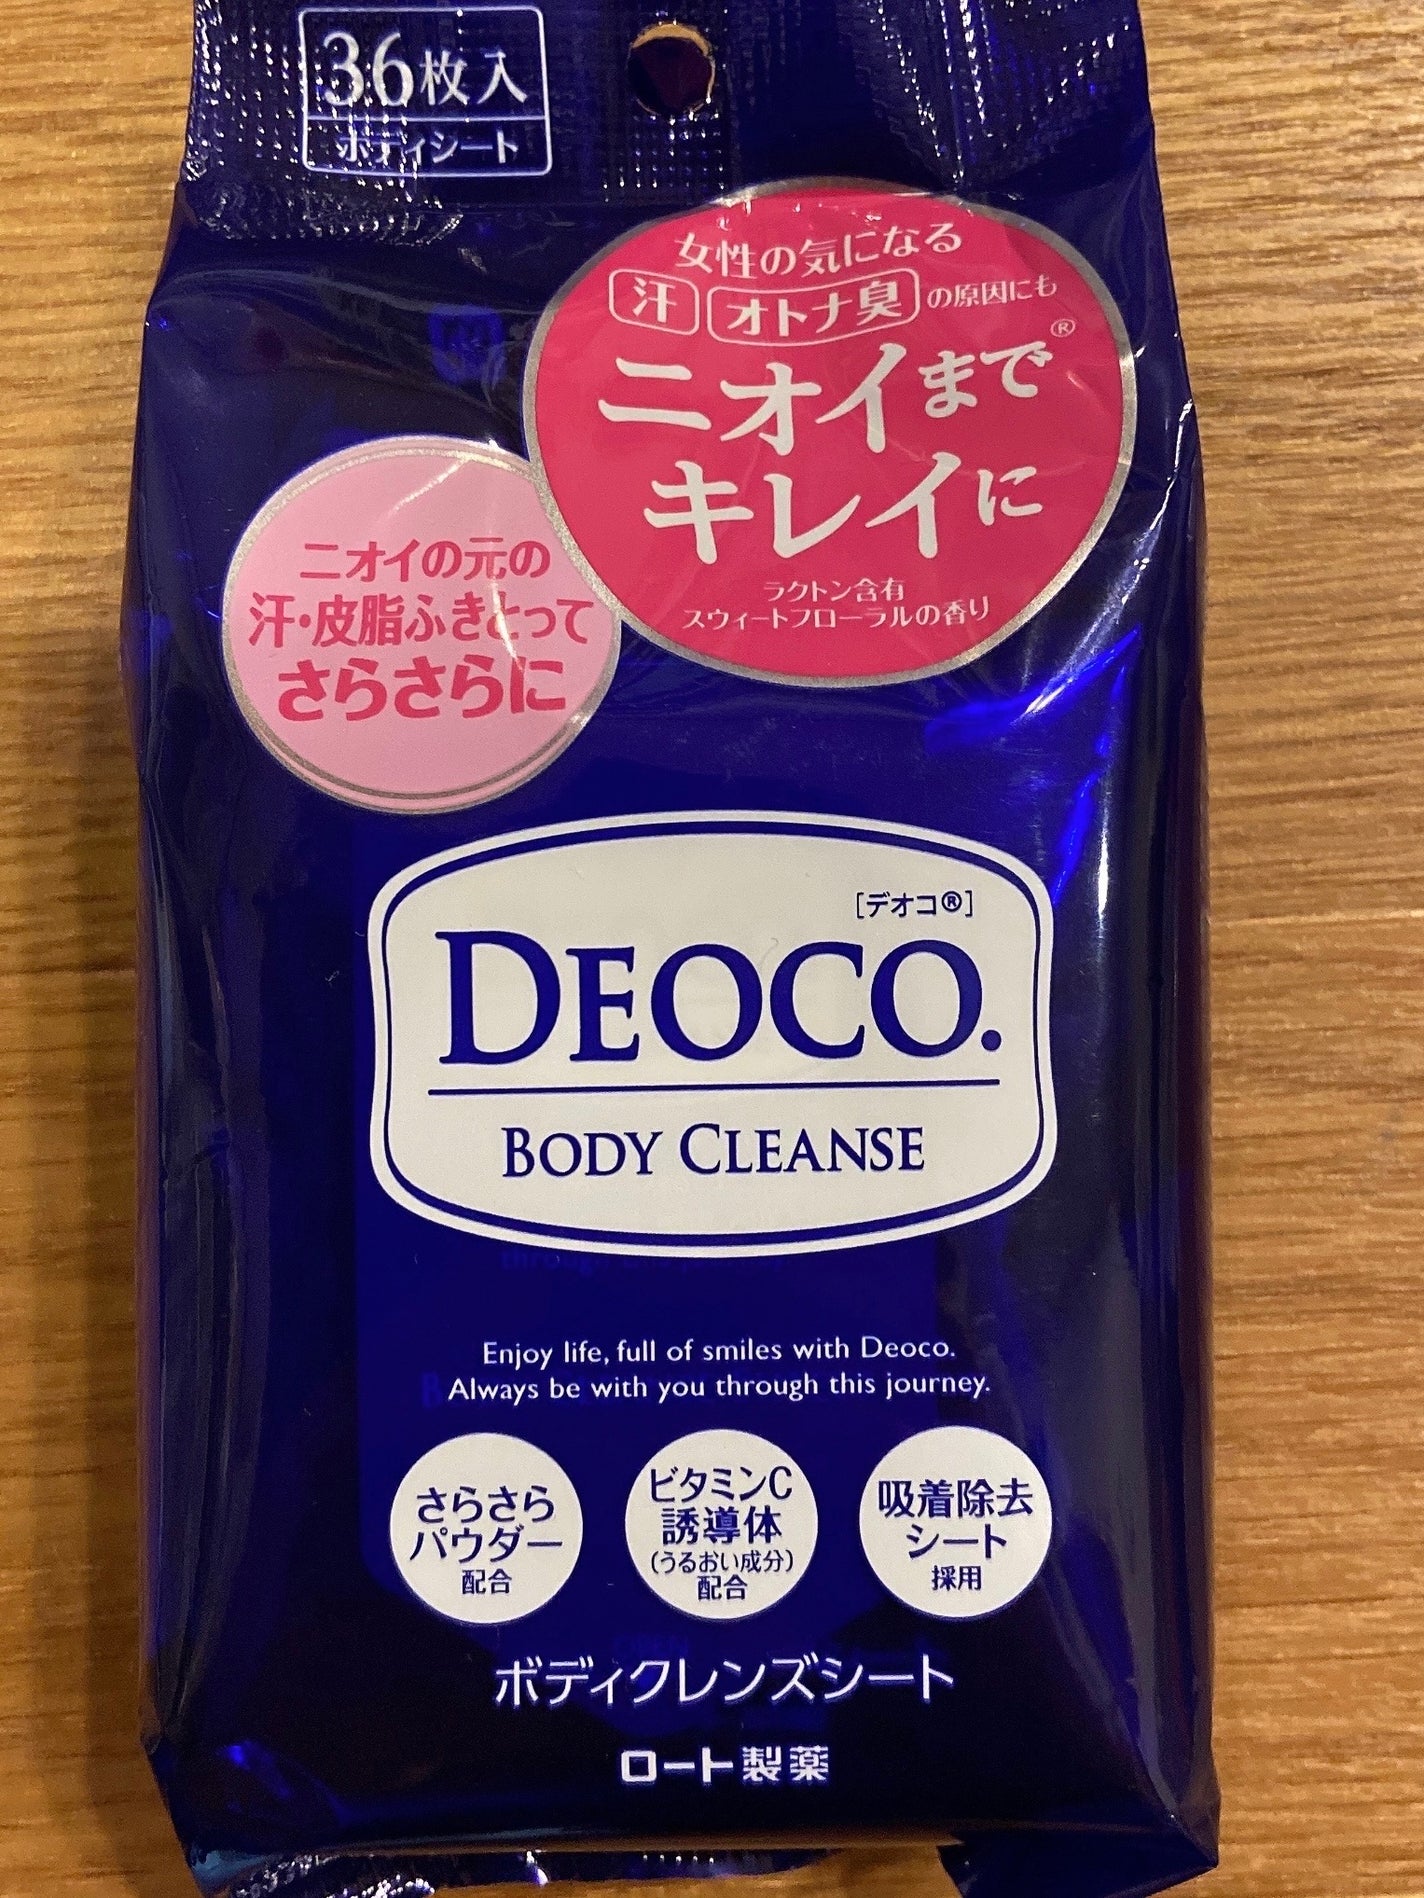 36枚入
ボディシート
女性の気になる
汗 オトナ臭 の原因にも
ニオイまで®
キレイに
ラクトン含有
スウィートフローラルの香り
ニオイの元の
汗・皮脂ふきとって
さらさらに
[デオコ®]
DEOCO.
BODY CLEANSE
Enjoy life, full of smiles with Deoco.
Always be with you through this journey.
さらさら
パウダー
配合
ビタミンC
誘導体
(うるおい成分)
配合
吸着除去
シート
採用
ボディクレンズシート
ロート製薬